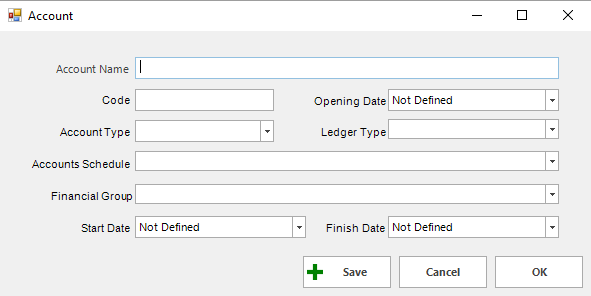 Account
Account Name
Code Opening Date Not Defined
Account Type Ledger Type
Accounts Schedule
Financial Group
Start Date Not Defined Finish Date Not Defined
Save Cancel OK